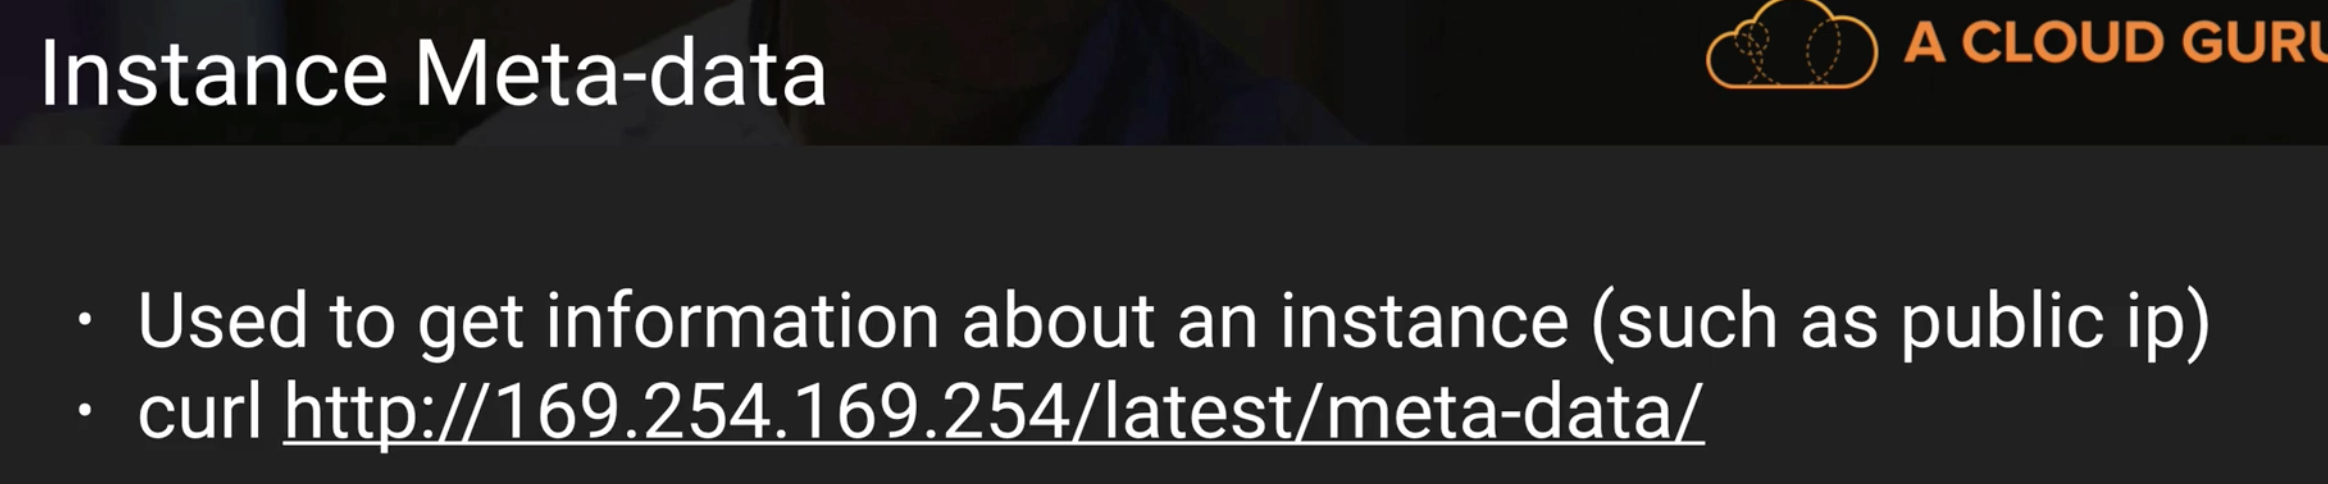 Instance Meta-data
A CLOUD GURU
• Used to get information about an instance (such as public ip)
• curl http://169.254.169.254/latest/meta-data/